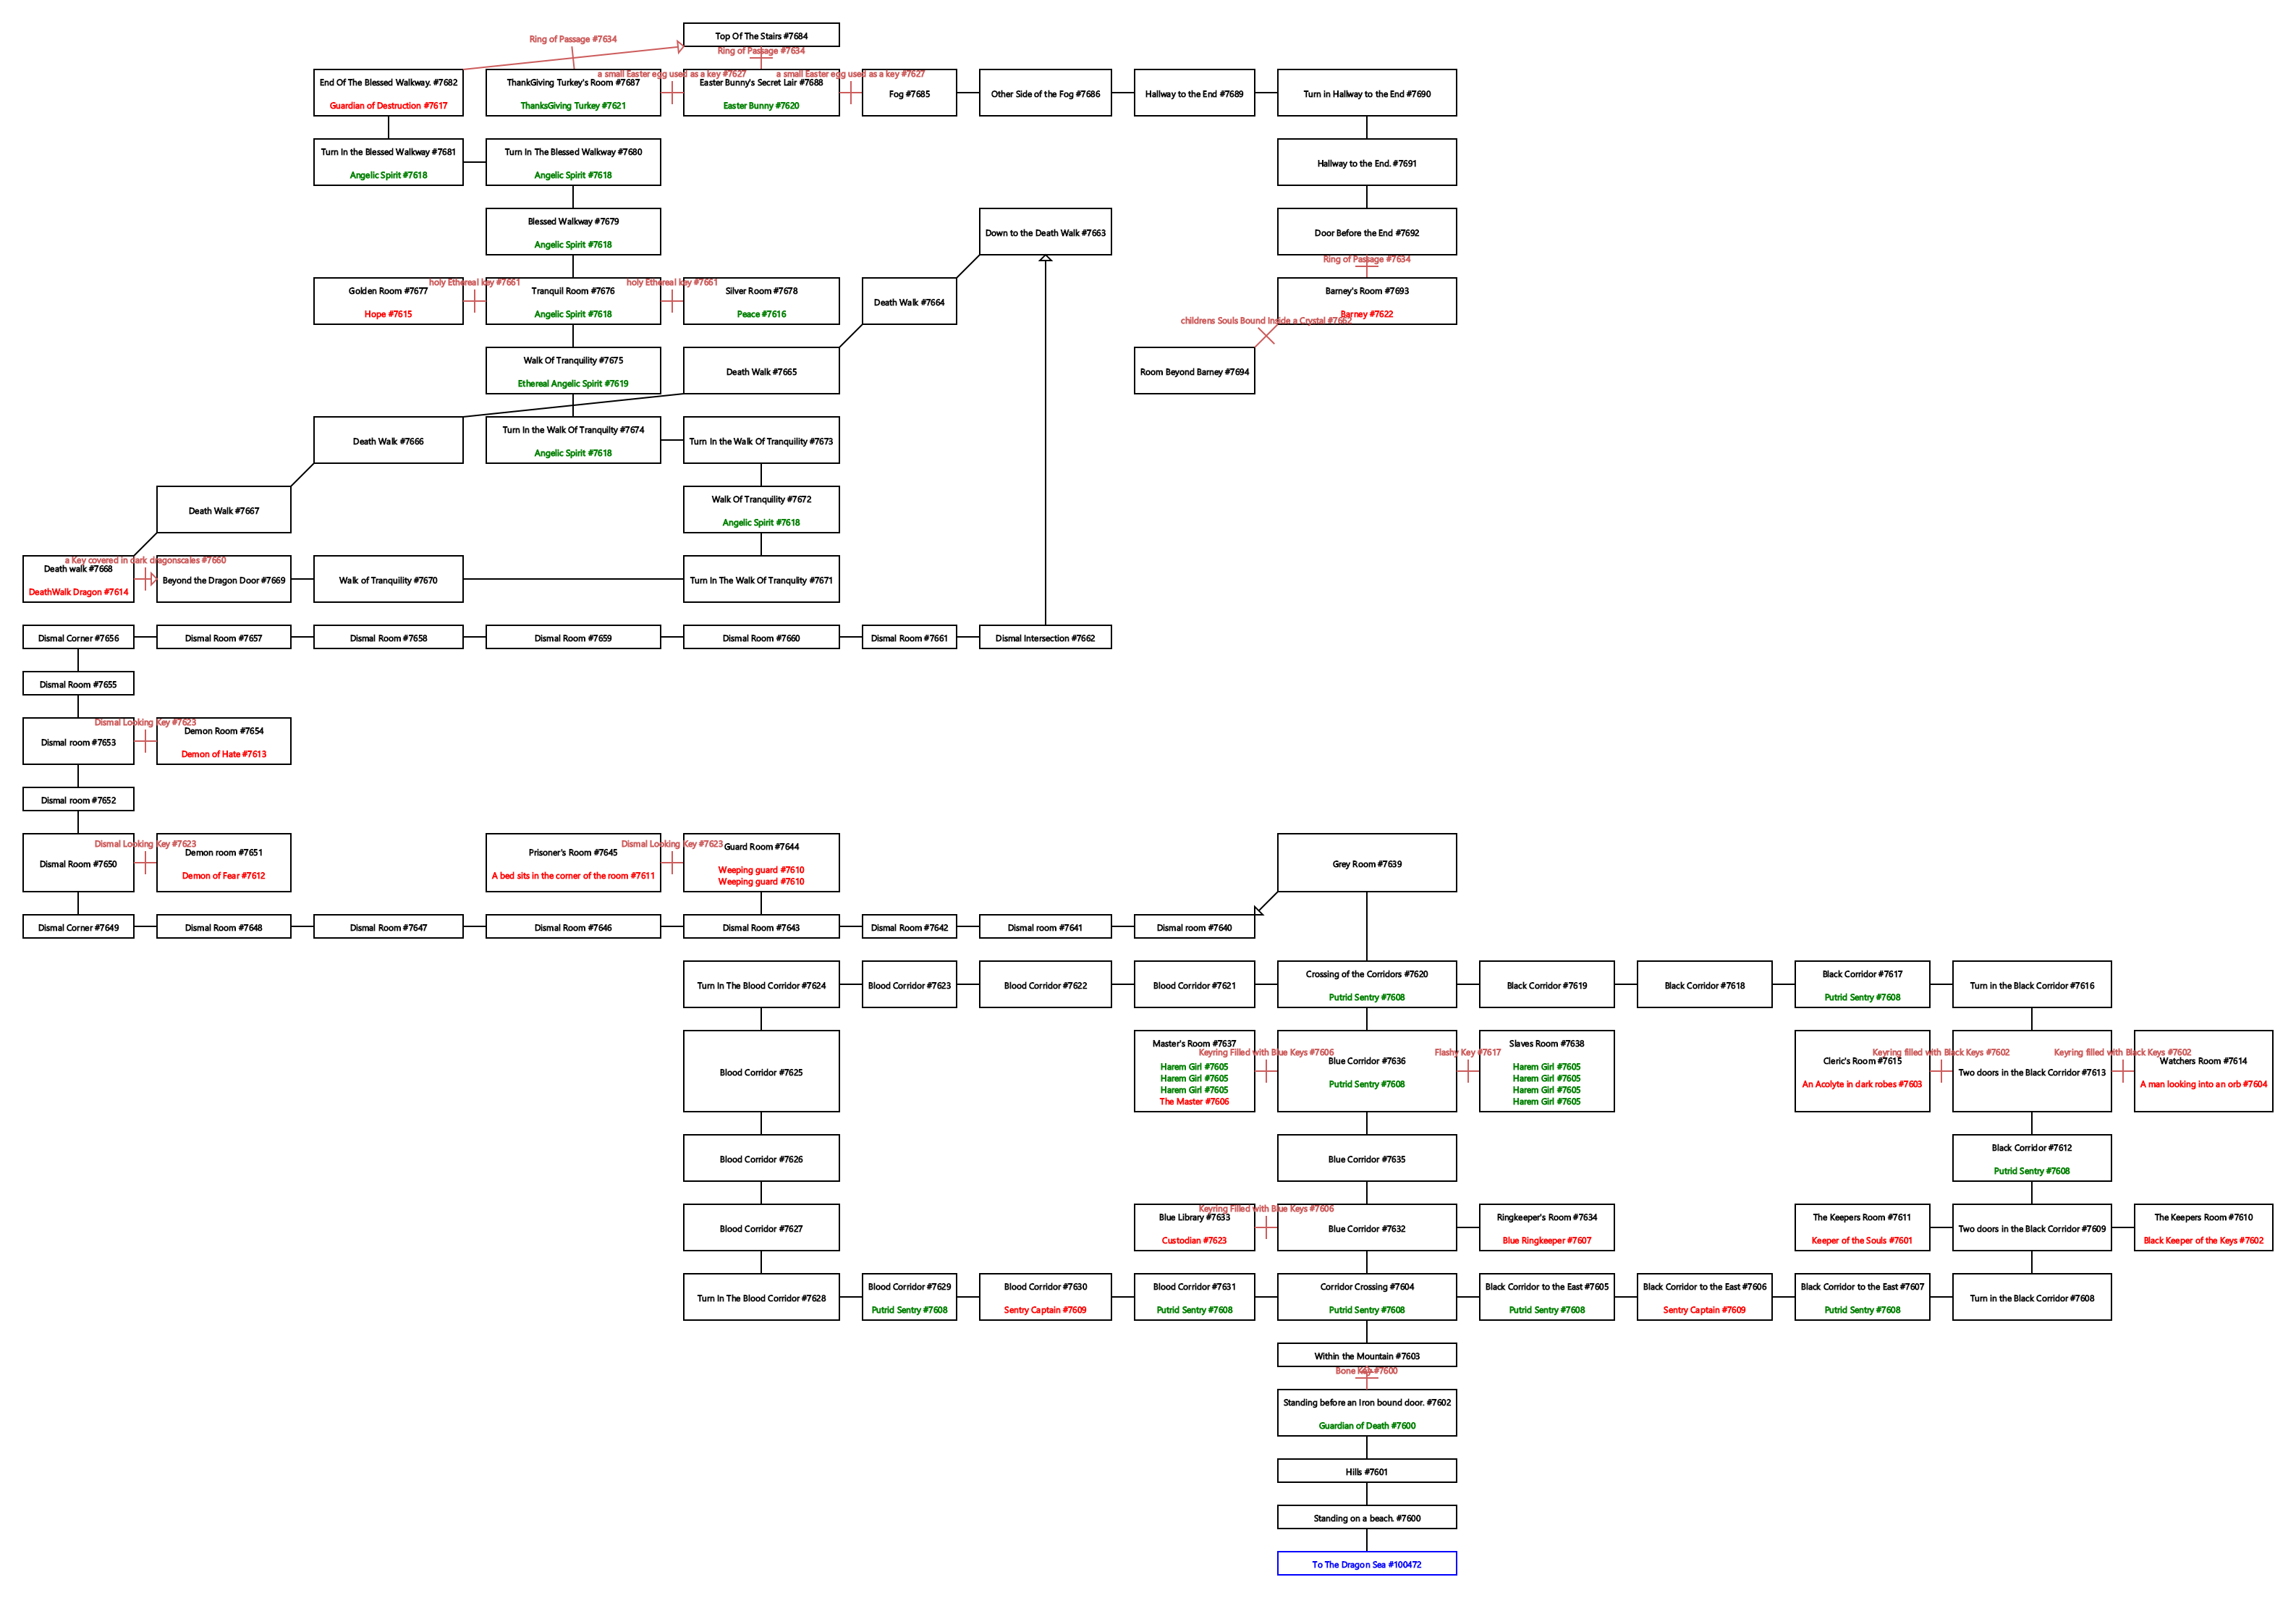 Top Of The Stairs #7684
Ring of Passage #7634
Ring of Passage #7634
End Of The Blessed Walkway. #7682
Guardian of Destruction #7617
ThankGiving Turkey's Room #7687
ThanksGiving Turkey #7621
a small Easter egg used as a key #7627
Easter Bunny's Secret Lair #7688
Easter Bunny #7620
a small Easter egg used as a key #7627
Fog #7685
Other Side of the Fog #7686
Hallway to the End #7689
Turn in Hallway to the End #7690
Turn In the Blessed Walkway #7681
Angelic Spirit #7618
Turn In The Blessed Walkway #7680
Angelic Spirit #7618
Hallway to the End. #7691
Blessed Walkway #7679
Angelic Spirit #7618
Down to the Death Walk #7663
Door Before the End #7692
Ring of Passage #7634
Golden Room #7677
Hope #7615
holy Ethereal key #7661
Tranquil Room #7676
Angelic Spirit #7618
holy Ethereal key #7661
Silver Room #7678
Peace #7616
Death Walk #7664
Barney's Room #7693
Barney #7622
childrens Souls Bound Inside a Crystal #7662
Walk Of Tranquility #7675
Ethereal Angelic Spirit #7619
Death Walk #7665
Room Beyond Barney #7694
Death Walk #7666
Turn In the Walk Of Tranquilty #7674
Angelic Spirit #7618
Turn In the Walk Of Tranquility #7673
Death Walk #7667
Walk Of Tranquility #7672
Angelic Spirit #7618
a Key covered in dark dragonscales #7660
Death walk #7668
DeathWalk Dragon #7614
Beyond the Dragon Door #7669
Walk of Tranquility #7670
Turn In The Walk Of Tranqulity #7671
Dismal Corner #7656
Dismal Room #7657
Dismal Room #7658
Dismal Room #7659
Dismal Room #7660
Dismal Room #7661
Dismal Intersection #7662
Dismal Room #7655
Dismal Looking Key #7623
Dismal room #7653
Demon Room #7654
Demon of Hate #7613
Dismal room #7652
Dismal Looking Key #7623
Dismal Room #7650
Demon room #7651
Demon of Fear #7612
Prisoner's Room #7645
A bed sits in the corner of the room #7611
Dismal Looking Key #7623
Guard Room #7644
Weeping guard #7610
Weeping guard #7610
Grey Room #7639
Dismal Corner #7649
Dismal Room #7648
Dismal Room #7647
Dismal Room #7646
Dismal Room #7643
Dismal Room #7642
Dismal room #7641
Dismal room #7640
Turn In The Blood Corridor #7624
Blood Corridor #7623
Blood Corridor #7622
Blood Corridor #7621
Crossing of the Corridors #7620
Putrid Sentry #7608
Black Corridor #7619
Black Corridor #7618
Black Corridor #7617
Putrid Sentry #7608
Turn in the Black Corridor #7616
Blood Corridor #7625
Master's Room #7637
Harem Girl #7605
Harem Girl #7605
Harem Girl #7605
The Master #7606
Keyring Filled with Blue Keys #7606
Blue Corridor #7636
Putrid Sentry #7608
Flashy Key #7617
Slaves Room #7638
Harem Girl #7605
Harem Girl #7605
Harem Girl #7605
Harem Girl #7605
Cleric's Room #7615
An Acolyte in dark robes #7603
Keyring filled with Black Keys #7602
Two doors in the Black Corridor #7613
Keyring filled with Black Keys #7602
Watchers Room #7614
A man looking into an orb #7604
Blood Corridor #7626
Blue Corridor #7635
Black Corridor #7612
Putrid Sentry #7608
Blood Corridor #7627
Blue Library #7633
Custodian #7623
Keyring Filled with Blue Keys #7606
Blue Corridor #7632
Ringkeeper's Room #7634
Blue Ringkeeper #7607
The Keepers Room #7611
Keeper of the Souls #7601
Two doors in the Black Corridor #7609
The Keepers Room #7610
Black Keeper of the Keys #7602
Turn In The Blood Corridor #7628
Blood Corridor #7629
Putrid Sentry #7608
Blood Corridor #7630
Sentry Captain #7609
Blood Corridor #7631
Putrid Sentry #7608
Corridor Crossing #7604
Putrid Sentry #7608
Black Corridor to the East #7605
Putrid Sentry #7608
Black Corridor to the East #7606
Sentry Captain #7609
Black Corridor to the East #7607
Putrid Sentry #7608
Turn in the Black Corridor #7608
Within the Mountain #7603
Bone Key #7600
Standing before an Iron bound door. #7602
Guardian of Death #7600
Hills #7601
Standing on a beach. #7600
To The Dragon Sea #100472